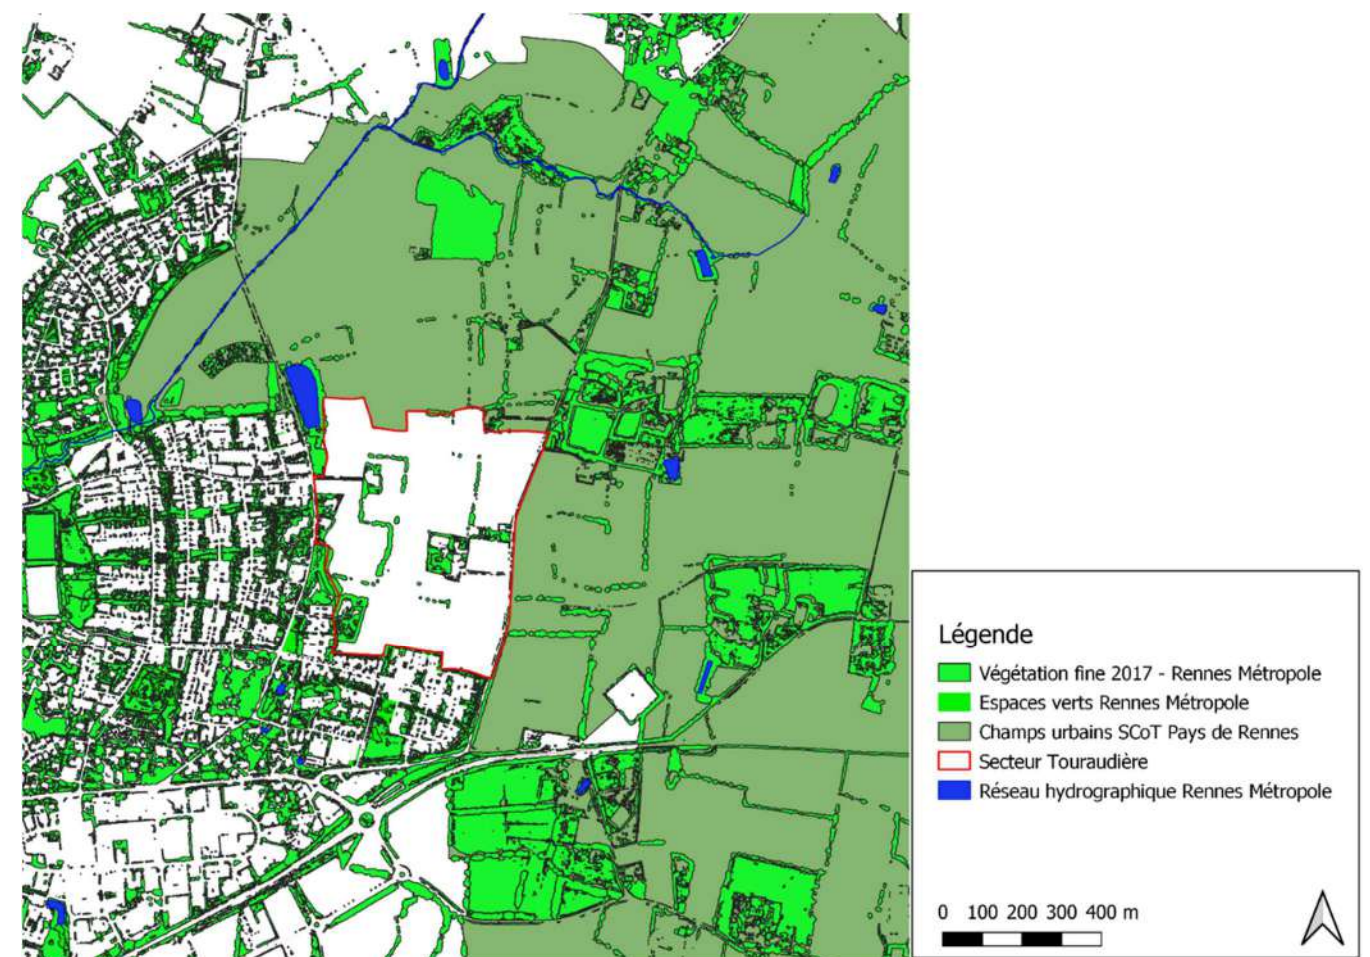 Légende
Végétation fine 2017 - Rennes Métropole
Espaces verts Rennes Métropole
Champs urbains SCoT Pays de Rennes
Secteur Touraudière
Réseau hydrographique Rennes Métropole
0 100 200 300 400 m